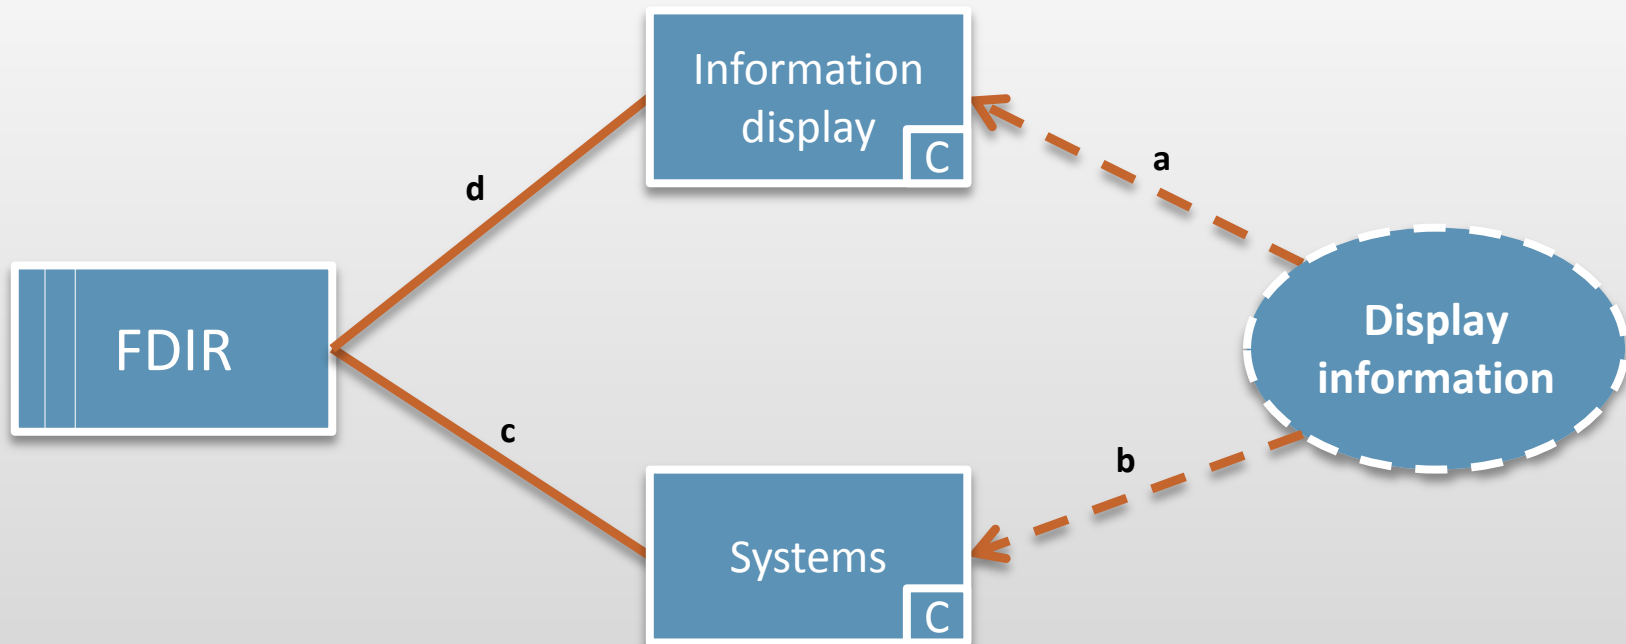 Information
display
C
a
d
FDIR
Display
information
c
b
Systems
C